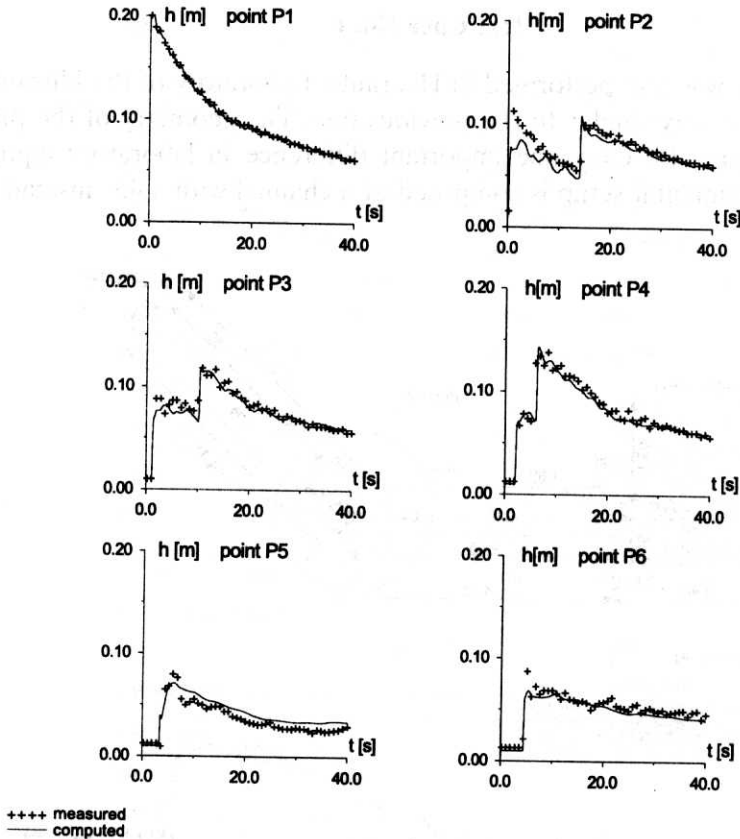 h [m] point P1
0.20
0.10
0.00
t [s]
0.0 20.0 40.0
h[m] point P2
0.20
0.10
0.00
t [s]
0.0 20.0 40.0
h [m] point P3
0.20
0.10
0.00
t [s]
0.0 20.0 40.0
h[m] point P4
0.20
0.10
0.00
t [s]
0.0 20.0 40.0
h [m] point P5
0.20
0.10
0.00
t [s]
0.0 20.0 40.0
h[m] point P6
0.20
0.10
0.00
t [s]
0.0 20.0 40.0
++++ measured
computed